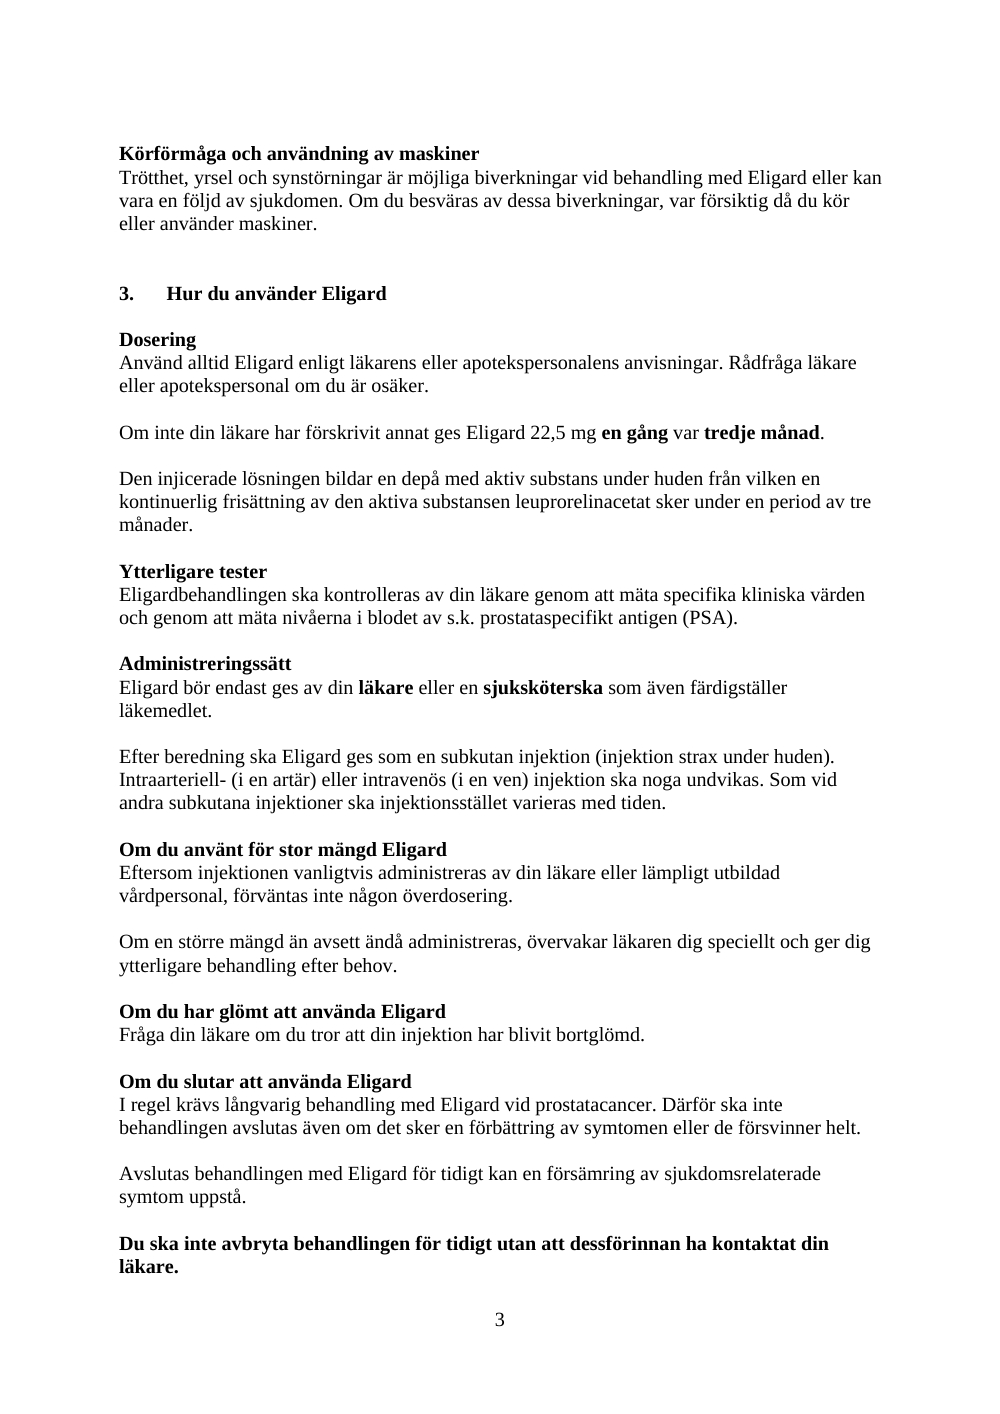 Körförmåga och användning av maskiner
Trötthet, yrsel och synstörningar är möjliga biverkningar vid behandling med Eligard eller kan
vara en följd av sjukdomen. Om du besväras av dessa biverkningar, var försiktig då du kör
eller använder maskiner.
3. Hur du använder Eligard
Dosering
Använd alltid Eligard enligt läkarens eller apotekspersonalens anvisningar. Rådfråga läkare
eller apotekspersonal om du är osäker.
Om inte din läkare har förskrivit annat ges Eligard 22,5 mg en gång var tredje månad.
Den injicerade lösningen bildar en depå med aktiv substans under huden från vilken en
kontinuerlig frisättning av den aktiva substansen leuprorelinacetat sker under en period av tre
månader.
Ytterligare tester
Eligardbehandlingen ska kontrolleras av din läkare genom att mäta specifika kliniska värden
och genom att mäta nivåerna i blodet av s.k. prostataspecifikt antigen (PSA).
Administreringssätt
Eligard bör endast ges av din läkare eller en sjuksköterska som även färdigställer
läkemedlet.
Efter beredning ska Eligard ges som en subkutan injektion (injektion strax under huden).
Intraarteriell- (i en artär) eller intravenös (i en ven) injektion ska noga undvikas. Som vid
andra subkutana injektioner ska injektionsstället varieras med tiden.
Om du använt för stor mängd Eligard
Eftersom injektionen vanligtvis administreras av din läkare eller lämpligt utbildad
vårdpersonal, förväntas inte någon överdosering.
Om en större mängd än avsett ändå administreras, övervakar läkaren dig speciellt och ger dig
ytterligare behandling efter behov.
Om du har glömt att använda Eligard
Fråga din läkare om du tror att din injektion har blivit bortglömd.
Om du slutar att använda Eligard
I regel krävs långvarig behandling med Eligard vid prostatacancer. Därför ska inte
behandlingen avslutas även om det sker en förbättring av symtomen eller de försvinner helt.
Avslutas behandlingen med Eligard för tidigt kan en försämring av sjukdomsrelaterade
symtom uppstå.
Du ska inte avbryta behandlingen för tidigt utan att dessförinnan ha kontaktat din
läkare.
3